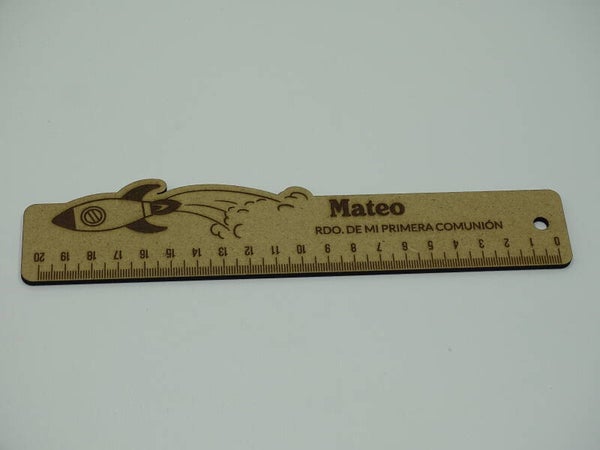 Mateo
RDO. DE MI PRIMERA COMUNIÓN
20 19 18 17 16 15 14 13 12 11 10 9 8 7 6 5 4 3 2 1 0